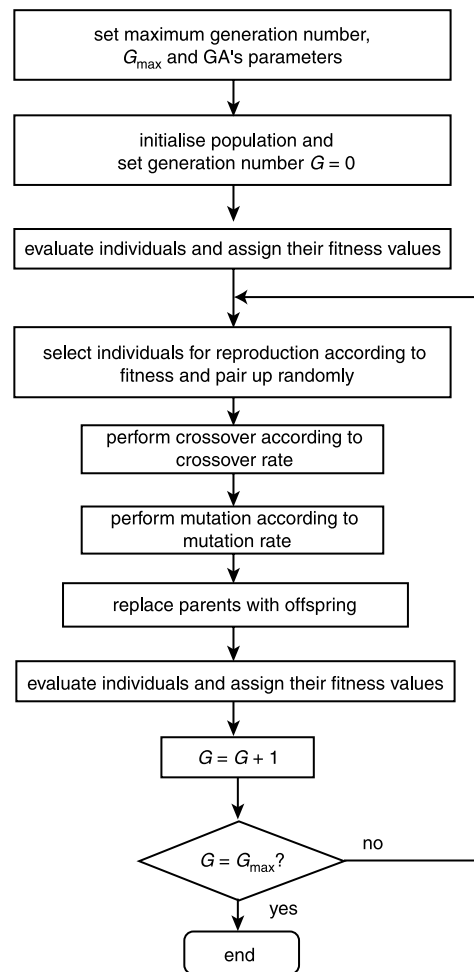 set maximum generation number,
Gmax and GA's parameters
initialise population and
set generation number G = 0
evaluate individuals and assign their fitness values
select individuals for reproduction according to
fitness and pair up randomly
perform crossover according to
crossover rate
perform mutation according to
mutation rate
replace parents with offspring
evaluate individuals and assign their fitness values
G = G + 1
G = Gmax?
no
yes
end